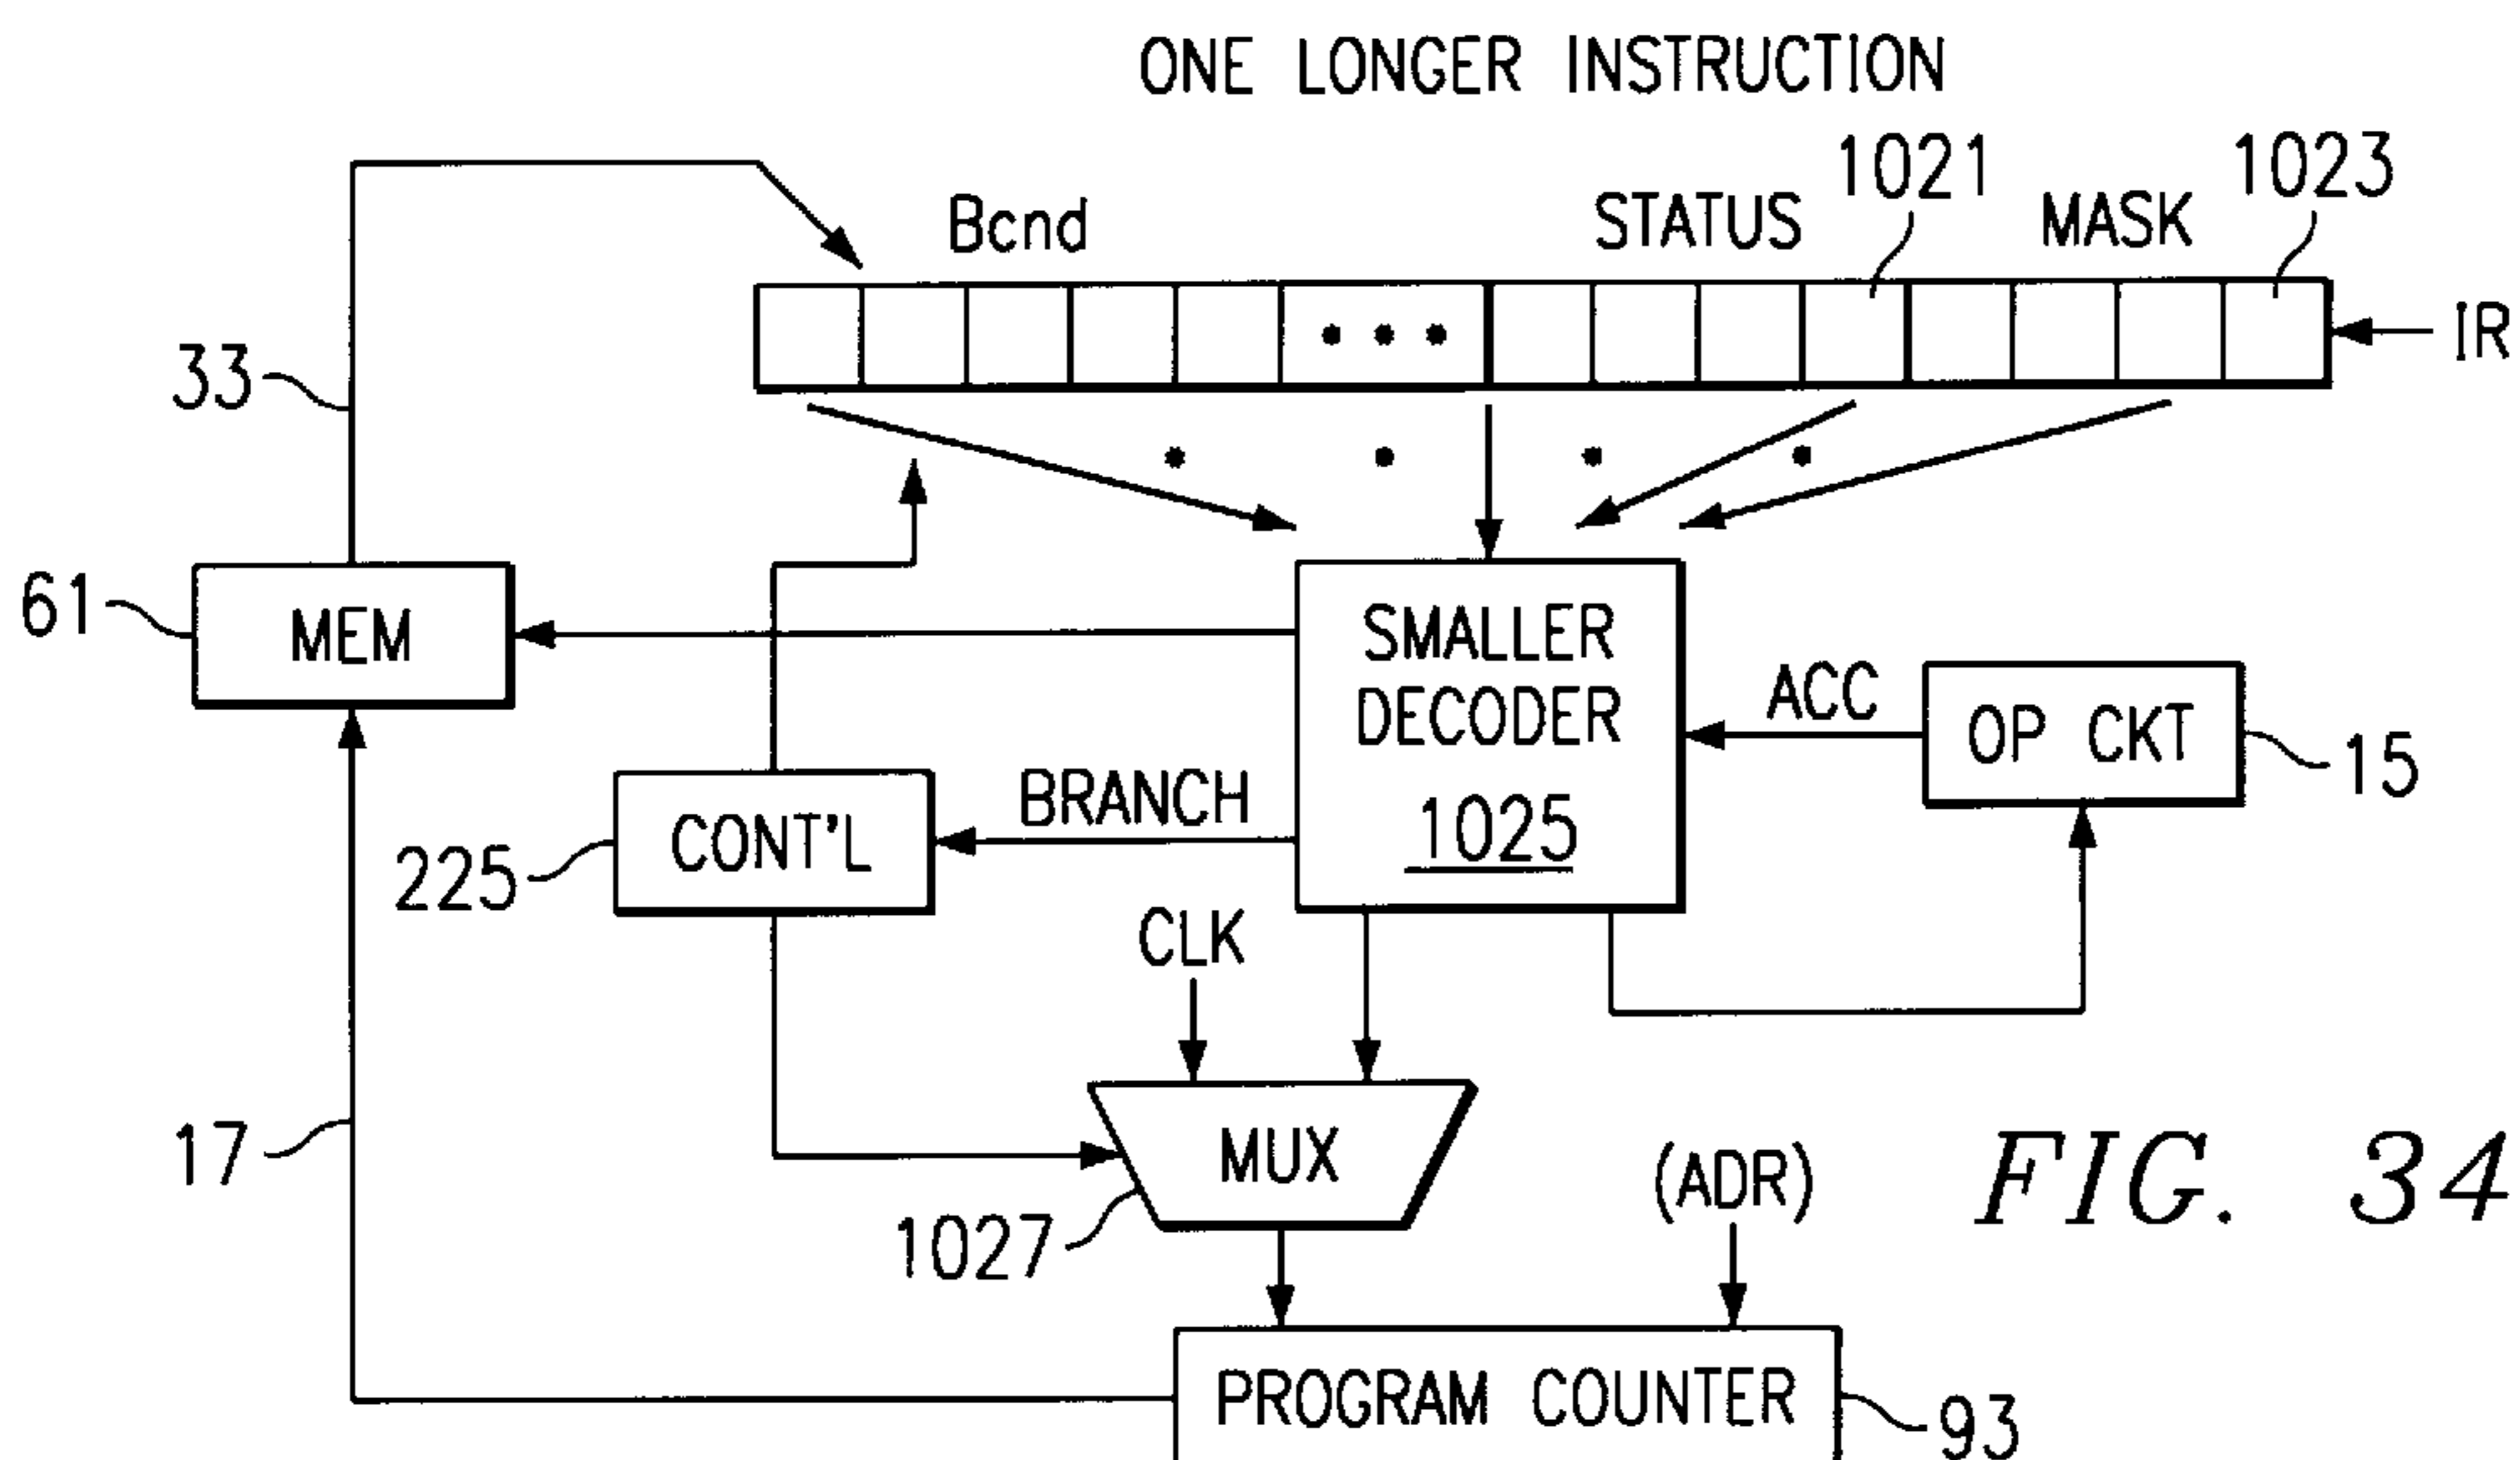 ONE LONGER INSTRUCTION
1021
1023
Bcnd
STATUS
MASK
IR
33
61
MEM
SMALLER
DECODER
1025
ACC
OP CKT
15
BRANCH
CONT'L
225
CLK
17
MUX
1027
(ADR)
FIG. 34
PROGRAM COUNTER
93